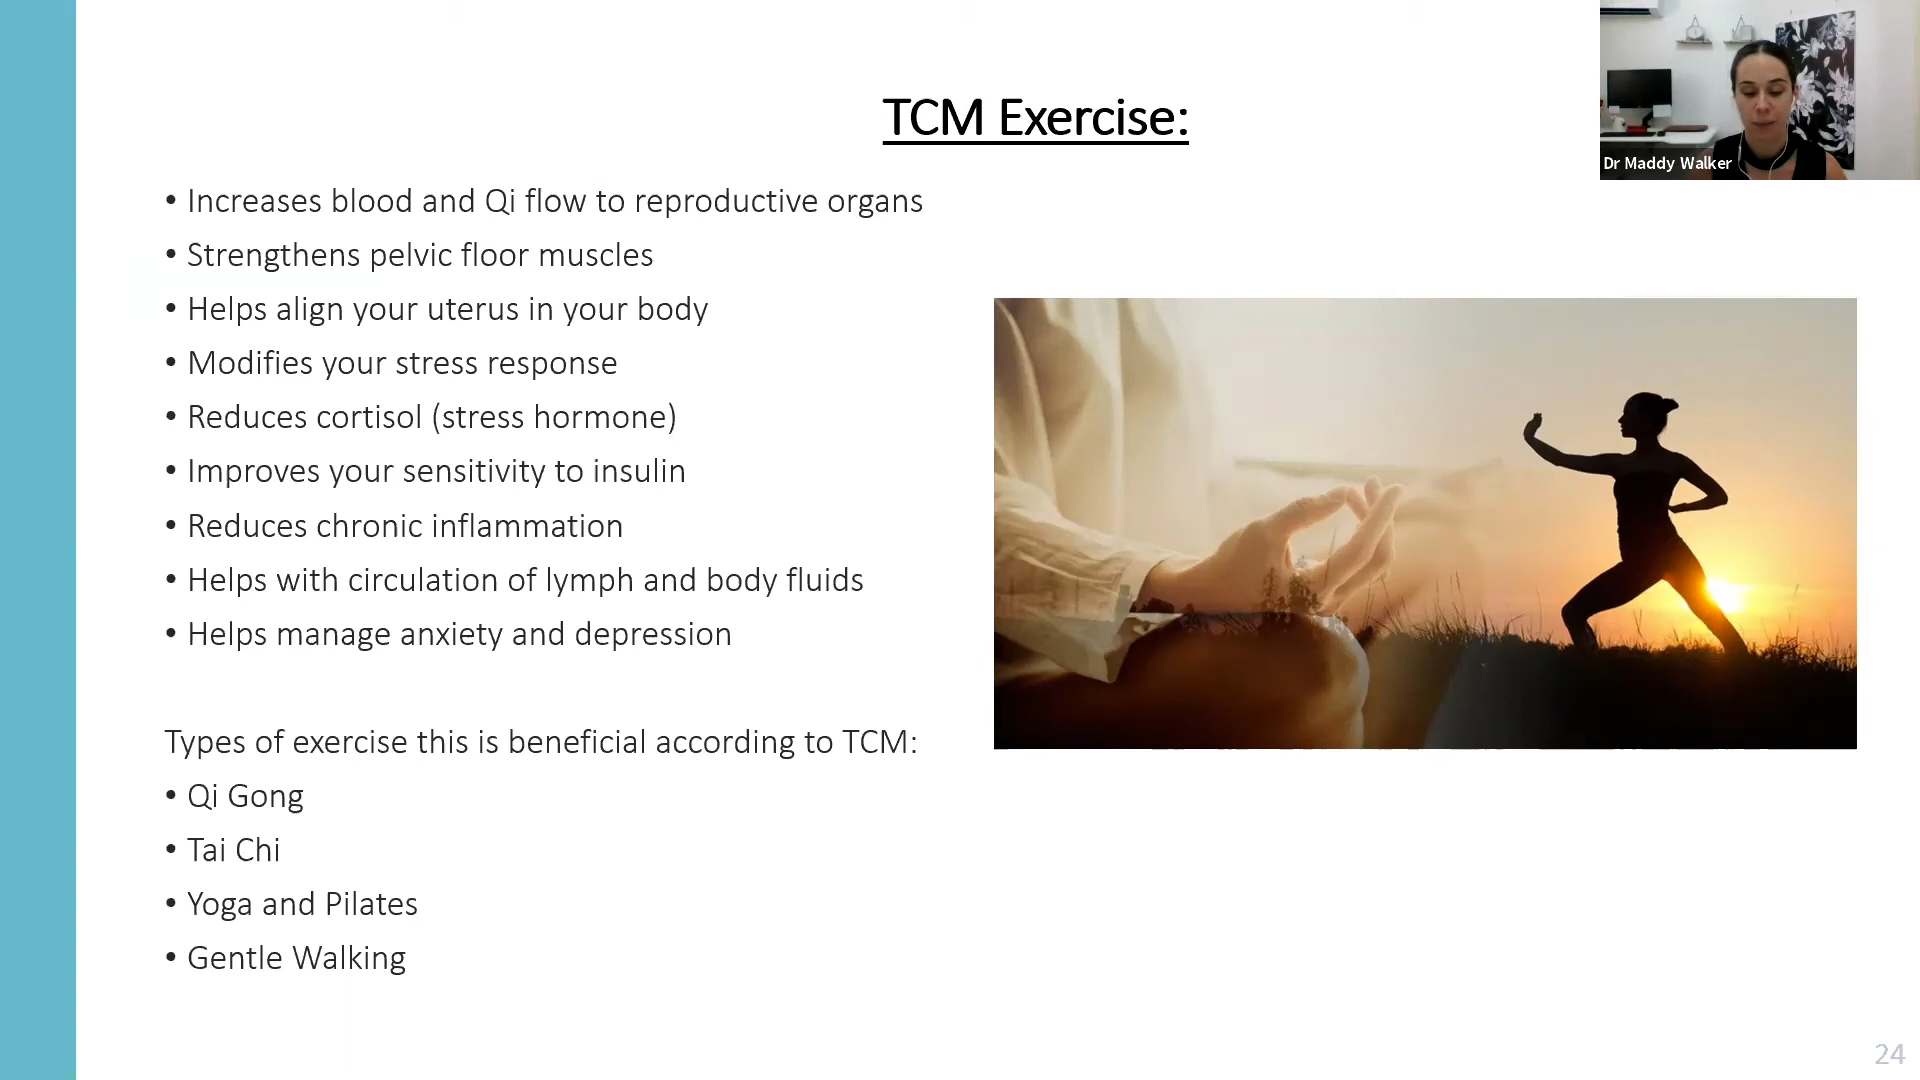 TCM Exercise:
Dr Maddy Walker
• Increases blood and Qi flow to reproductive organs
• Strengthens pelvic floor muscles
• Helps align your uterus in your body
• Modifies your stress response
• Reduces cortisol (stress hormone)
• Improves your sensitivity to insulin
• Reduces chronic inflammation
• Helps with circulation of lymph and body fluids
• Helps manage anxiety and depression
Types of exercise this is beneficial according to TCM:
• Qi Gong
• Tai Chi
• Yoga and Pilates
• Gentle Walking
24